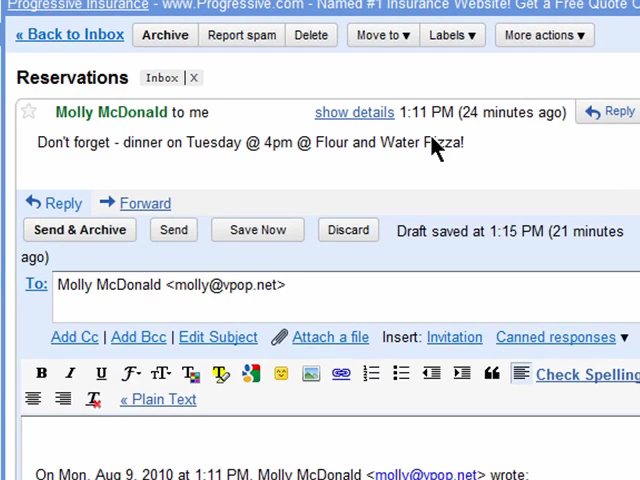 Progressive Insurance - www.Progressive.com - Named #1 Insurance Website! Get a Free Quote
« Back to Inbox Archive Report spam Delete Move to ▾ Labels ▾ More actions ▾
Reservations Inbox | X
Molly McDonald to me show details 1:11 PM (24 minutes ago) Reply
Don't forget - dinner on Tuesday @ 4pm @ Flour and Water Pizza!
Reply Forward
Send & Archive Send Save Now Discard Draft saved at 1:15 PM (21 minutes
ago)
To: Molly McDonald <molly@vpop.net>
Add Cc | Add Bcc | Edit Subject Attach a file Insert: Invitation Canned responses ▾
B I U F T T T Check Spelling
T « Plain Text
On Mon, Aug 9, 2010 at 1:11 PM, Molly McDonald <molly@vpop.net> wrote: